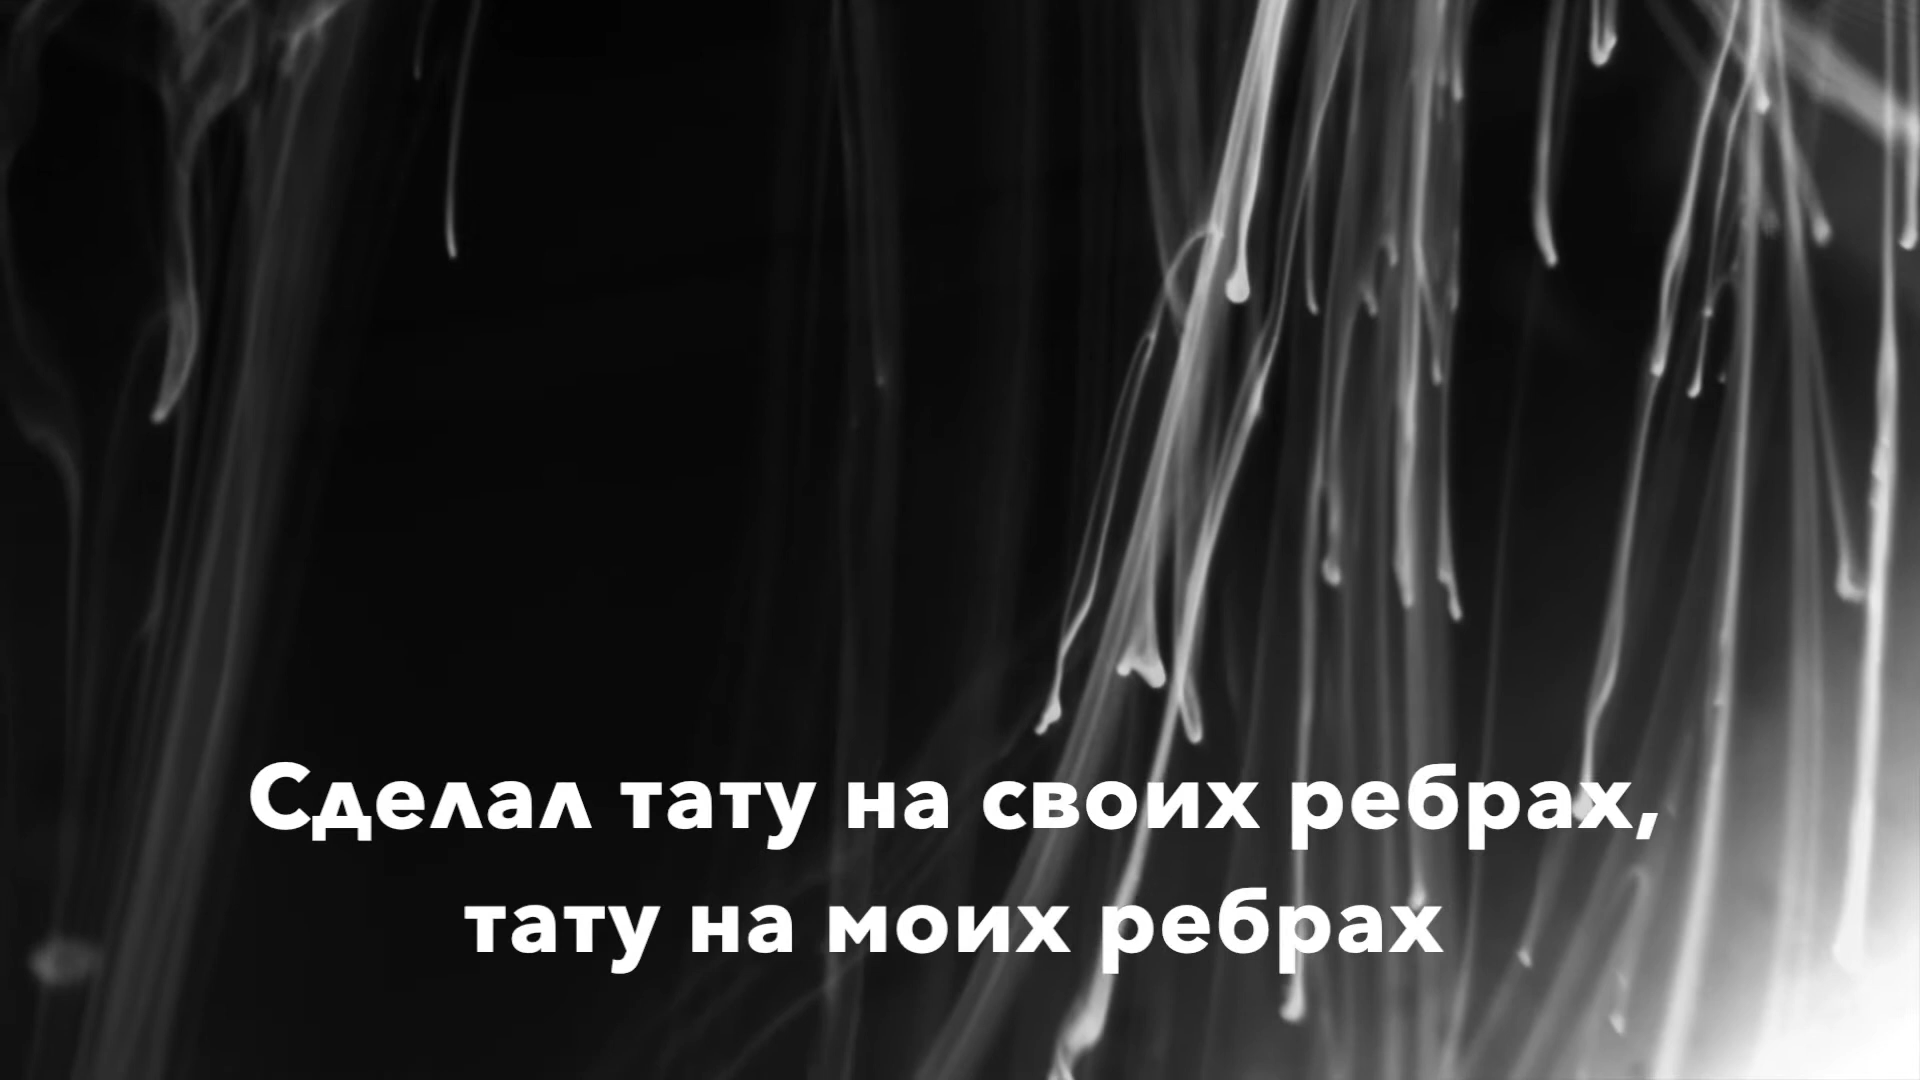 Сделал тату на своих ребрах,
тату на моих ребрах